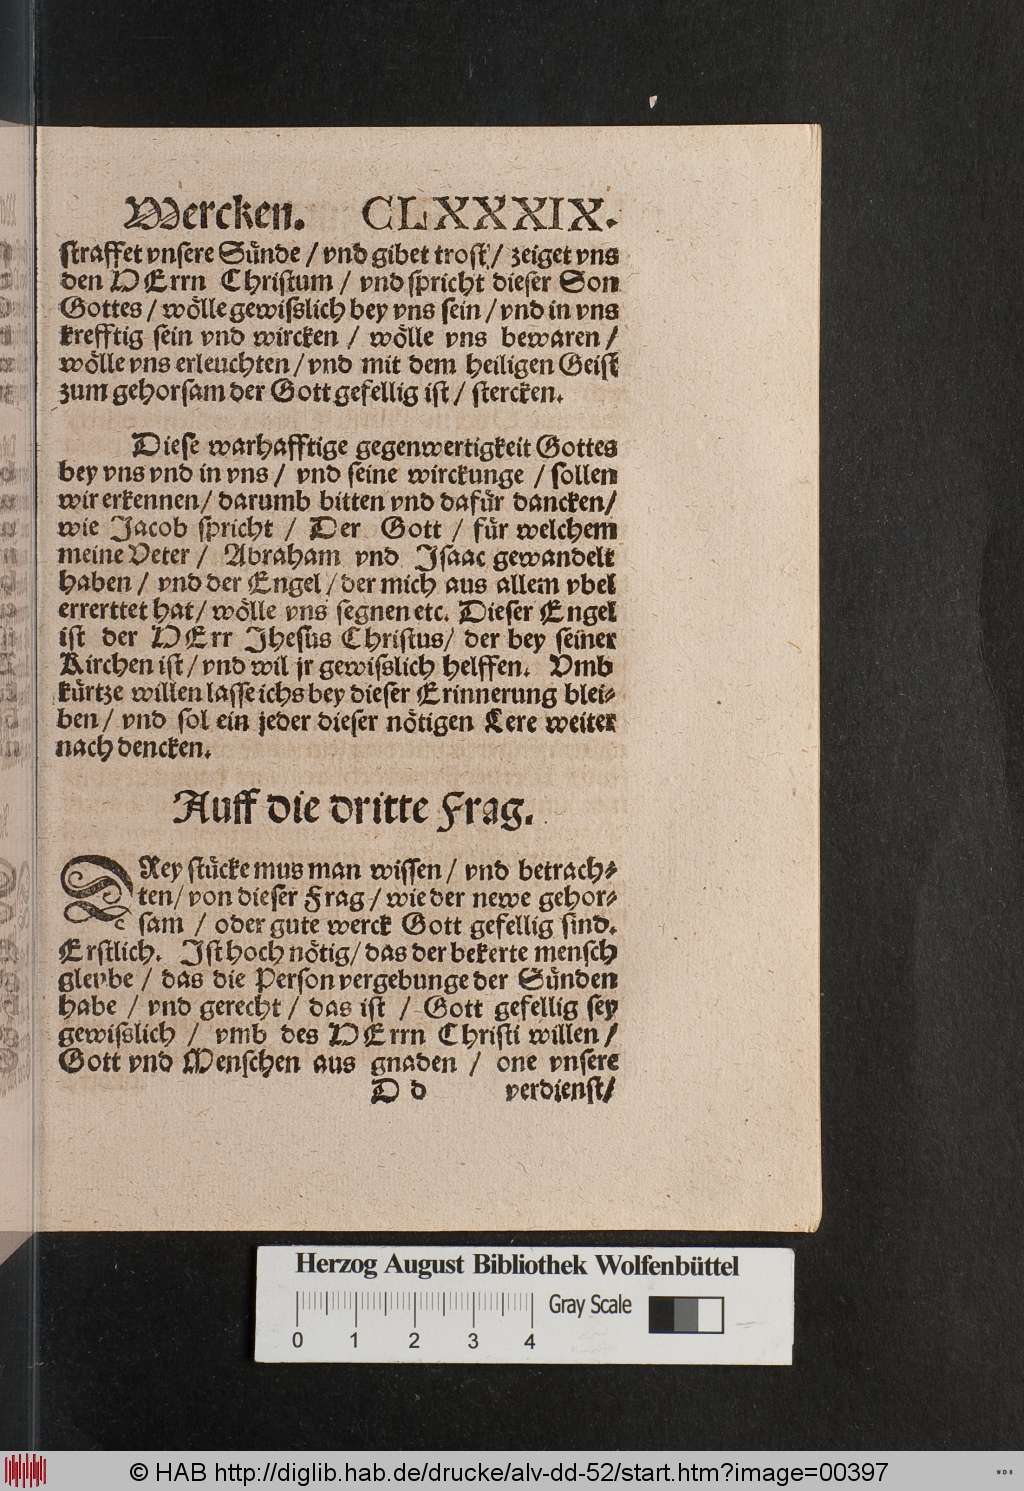 Wercken. CLXXXIX.
straffet vnsere Sünde / vnd gibet trost / zeiget vns
den HErrn Christum / vnd spricht dieser Son
Gottes / wölle gewisslich bey vns sein / vnd in vns
krefftig sein vnd wircken / wölle vns bewaren /
wölle vns erleuchten / vnd mit dem heiligen Geist
zum gehorsam der Gott gefellig ist / stercken.
Diese warhafftige gegenwertigkeit Gottes
bey vns vnd in vns / vnd seine wirckunge / sollen
wir erkennen / darumb bitten vnd dafür dancken /
wie Jacob spricht / Der Gott / für welchem
meine Veter / Abraham vnd Isaac gewandelt
haben / vnd der Engel / der mich aus allem vbel
errerttet hat / wölle vns segnen etc. Dieser Engel
ist der HErr Jhesus Christus / der bey seiner
Kirchen ist / vnd wil jr gewisslich helffen. Vmb
kürtze willen lasse ichs bey dieser Erinnerung blei-
ben / vnd sol ein jeder dieser nötigen Lere weiter
nach dencken.
Auff die dritte Frag.
DRey stücke mus man wissen / vnd betrach-
ten / von dieser Frag / wie der newe gehor-
sam / oder gute werck Gott gefellig sind.
Erstlich. Ist hoch nötig / das der bekerte mensch
gleube / das die Person vergebunge der Sünden
habe / vnd gerecht / das ist / Gott gefellig sey
gewisslich / vmb des HErrn Christi willen /
Gott vnd Menschen aus gnaden / one vnsere
D d verdienst /
Herzog August Bibliothek Wolfenbüttel
0 1 2 3 4 Gray Scale
© HAB http://diglib.hab.de/drucke/alv-dd-52/start.htm?image=00397